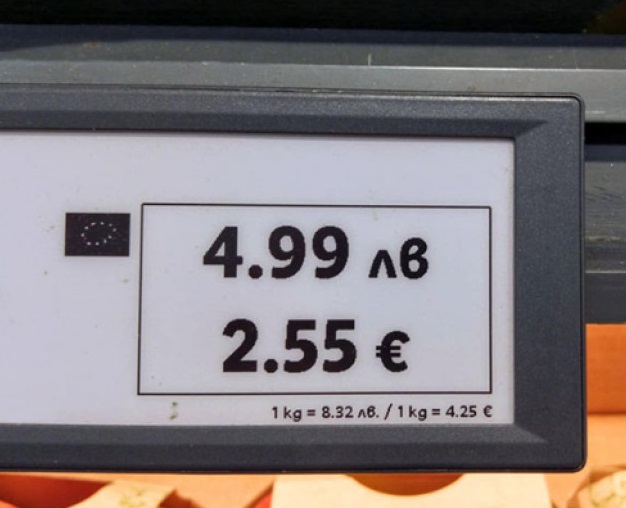 4.99 лв
2.55 €
1 kg = 8.32 лв. / 1 kg = 4.25 €